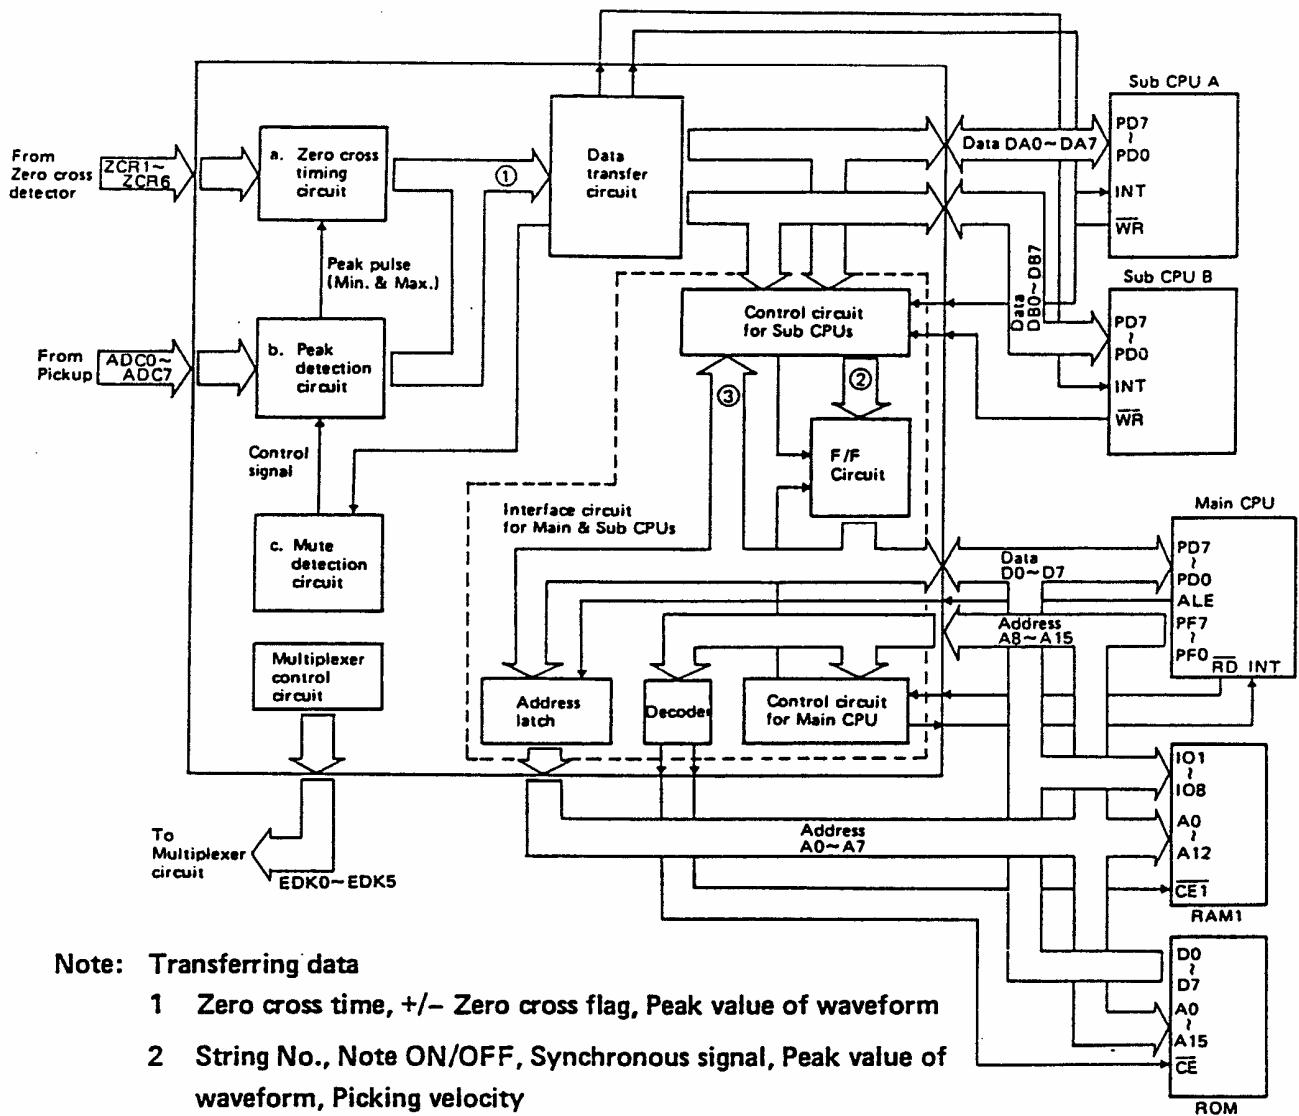 Sub CPU A
PD7
~
PD0
INT
WR
From
Zero cross
detector
ZCR1~
ZCR6
a. Zero cross
timing
circuit
①
Data
transfer
circuit
Data DA0~DA7
Peak pulse
(Min. & Max.)
Data
DB0~DB7
Sub CPU B
PD7
~
PD0
INT
WR
From
Pickup
ADC0~
ADC7
b. Peak
detection
circuit
Control circuit
for Sub CPUs
②
③
Control
signal
F/F
Circuit
Interface circuit
for Main & Sub CPUs
c. Mute
detection
circuit
Main CPU
PD7
~
PD0
ALE
PF7
~
PF0
RD INT
Data
D0~D7
Address
A8~A15
Multiplexer
control
circuit
Address
latch
Decoder
Control circuit
for Main CPU
To
Multiplexer
circuit
EDK0~EDK5
Address
A0~A7
IO1
~
IO8
A0
~
A12
CE1
RAM1
D0
~
D7
A0
~
A15
CE
ROM
Note: Transferring data
1 Zero cross time, +/− Zero cross flag, Peak value of waveform
2 String No., Note ON/OFF, Synchronous signal, Peak value of
waveform, Picking velocity